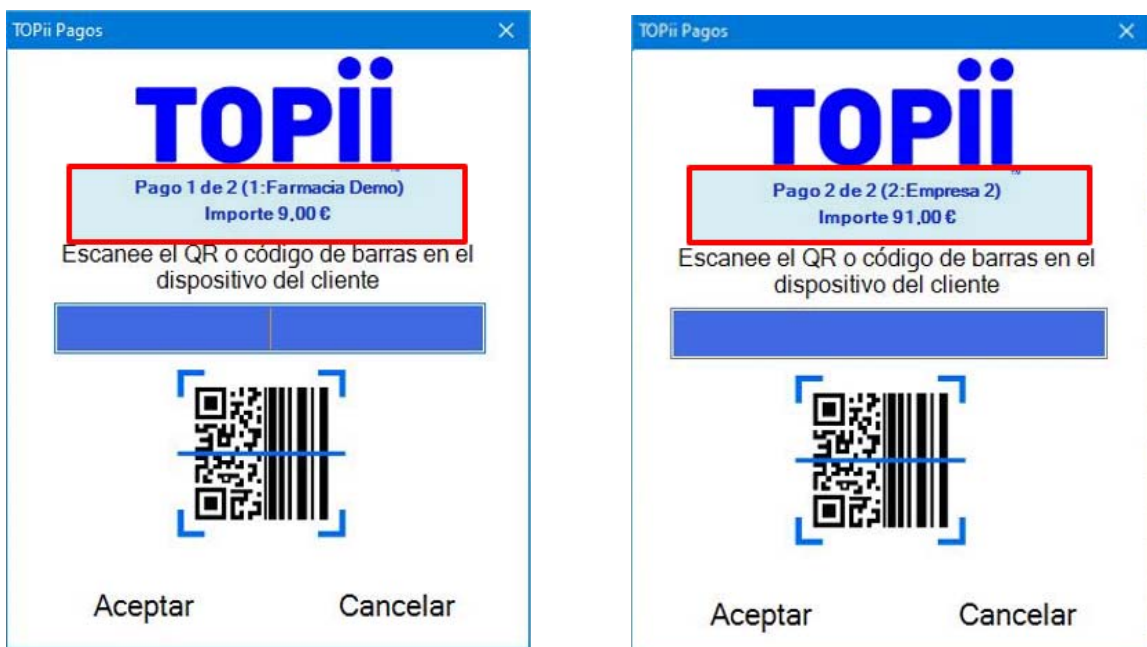 TOPii Pagos
TOPii
Pago 1 de 2 (1:Farmacia Demo)
Importe 9,00 €
Escanee el QR o código de barras en el
dispositivo del cliente
Aceptar Cancelar
TOPii Pagos
TOPii
™
Pago 2 de 2 (2:Empresa 2)
Importe 91,00 €
Escanee el QR o código de barras en el
dispositivo del cliente
Aceptar Cancelar